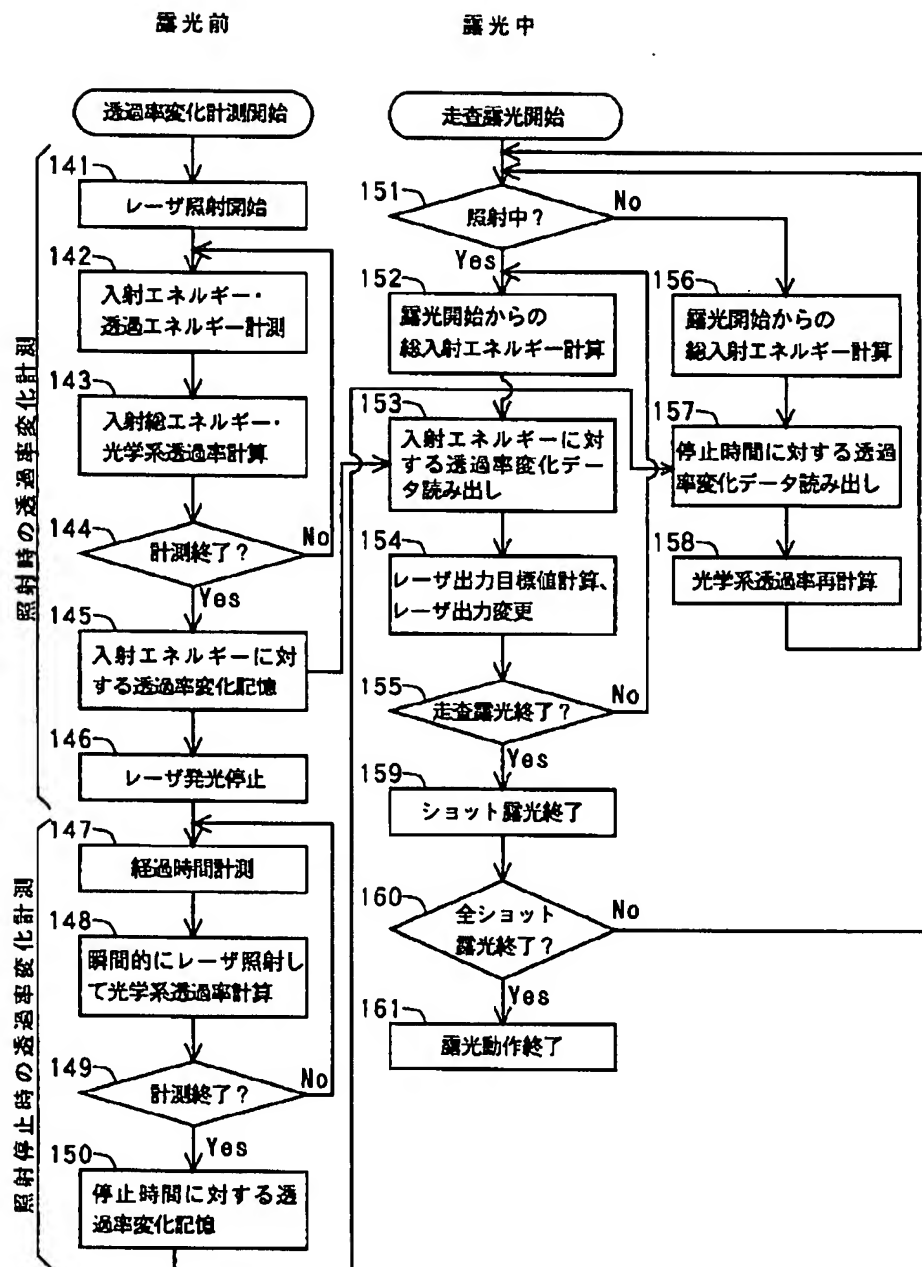 露光前
露光中
透過率変化計測開始
141
レーザ照射開始
142
入射エネルギー・
透過エネルギー計測
143
入射総エネルギー・
光学系透過率計算
144
計測終了?
No
Yes
145
入射エネルギーに対
する透過率変化記憶
146
レーザ発光停止
照射時の透過率変化計測
147
経過時間計測
148
瞬間的にレーザ照射し
て光学系透過率計算
149
計測終了?
No
Yes
150
停止時間に対する透
過率変化記憶
照射停止時の透過率変化計測
走査露光開始
151
照射中?
No
Yes
152
露光開始からの
総入射エネルギー計算
153
入射エネルギーに対
する透過率変化デー
タ読み出し
154
レーザ出力目標値計算、
レーザ出力変更
155
走査露光終了?
No
Yes
156
露光開始からの
総入射エネルギー計算
157
停止時間に対する透過
率変化データ読み出し
158
光学系透過率再計算
159
ショット露光終了
160
全ショット
露光終了?
No
Yes
161
露光動作終了